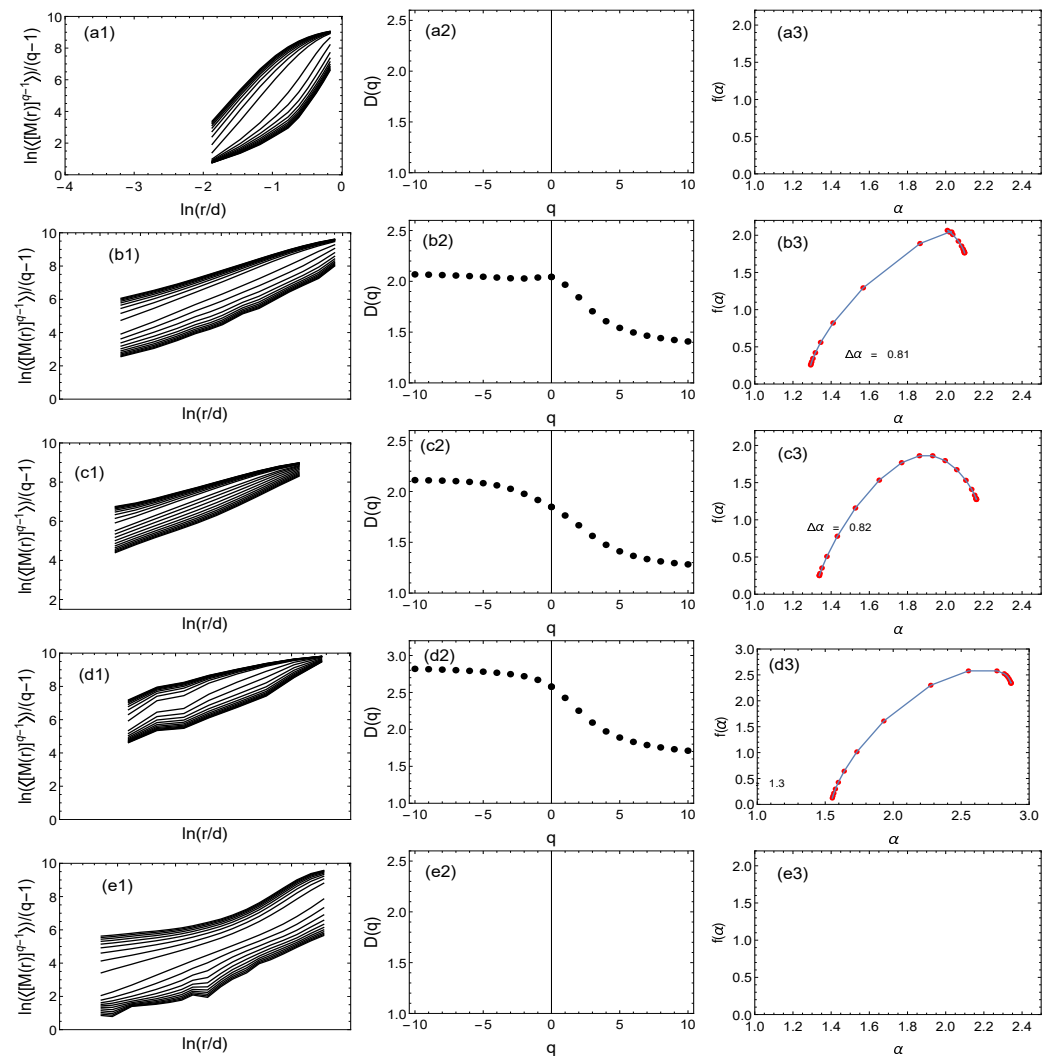 (a1)
ln(⟨[M(r)]^{q−1}⟩)/(q−1)
10
8
6
4
2
0
−4 −3 −2 −1 0
ln(r/d)
(a2)
D(q)
2.5
2.0
1.5
1.0
−10 −5 0 5 10
q
(a3)
f(α)
2.0
1.5
1.0
0.5
0.0
1.0 1.2 1.4 1.6 1.8 2.0 2.2 2.4
α
(b1)
ln(⟨[M(r)]^{q−1}⟩)/(q−1)
10
8
6
4
2
0
ln(r/d)
(b2)
D(q)
2.5
2.0
1.5
1.0
−10 −5 0 5 10
q
(b3)
f(α)
2.0
1.5
1.0
0.5
0.0
Δα = 0.81
1.0 1.2 1.4 1.6 1.8 2.0 2.2 2.4
α
(c1)
ln(⟨[M(r)]^{q−1}⟩)/(q−1)
10
8
6
4
2
ln(r/d)
(c2)
D(q)
2.5
2.0
1.5
1.0
−10 −5 0 5 10
q
(c3)
f(α)
2.0
1.5
1.0
0.5
0.0
Δα = 0.82
1.0 1.2 1.4 1.6 1.8 2.0 2.2 2.4
α
(d1)
ln(⟨[M(r)]^{q−1}⟩)/(q−1)
10
8
6
4
2
0
ln(r/d)
(d2)
D(q)
3.0
2.5
2.0
1.5
1.0
−10 −5 0 5 10
q
(d3)
f(α)
3.0
2.5
2.0
1.5
1.0
0.5
0.0
1.3
1.0 1.5 2.0 2.5 3.0
α
(e1)
ln(⟨[M(r)]^{q−1}⟩)/(q−1)
10
8
6
4
2
0
ln(r/d)
(e2)
D(q)
2.5
2.0
1.5
1.0
−10 −5 0 5 10
q
(e3)
f(α)
2.0
1.5
1.0
0.5
0.0
1.0 1.2 1.4 1.6 1.8 2.0 2.2 2.4
α